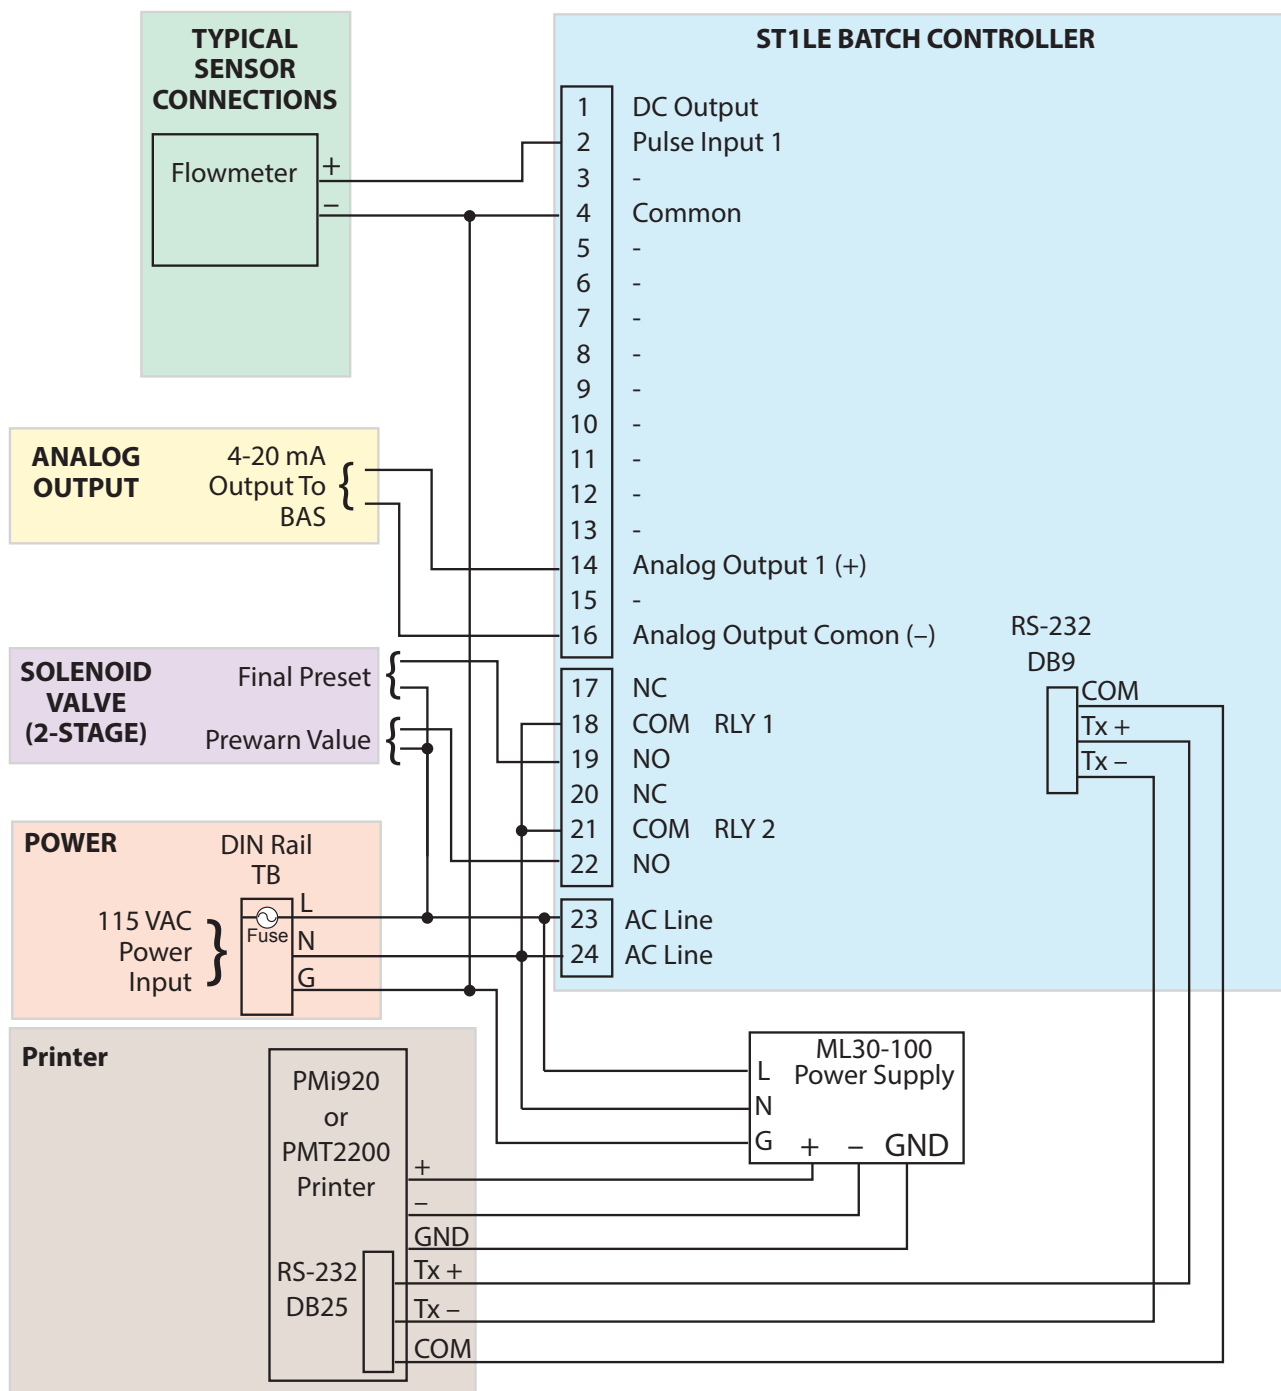 TYPICAL
SENSOR
CONNECTIONS
Flowmeter
+
–
ST1LE BATCH CONTROLLER
1 DC Output
2 Pulse Input 1
3 -
4 Common
5 -
6 -
7 -
8 -
9 -
10 -
11 -
12 -
13 -
14 Analog Output 1 (+)
15 -
16 Analog Output Comon (–)
17 NC
18 COM RLY 1
19 NO
20 NC
21 COM RLY 2
22 NO
23 AC Line
24 AC Line
RS-232
DB9
COM
Tx +
Tx –
ANALOG
OUTPUT
4-20 mA
Output To
BAS
{
SOLENOID
VALVE
(2-STAGE)
Final Preset {
Prewarn Value {
POWER
DIN Rail
TB
115 VAC
Power
Input
}
Fuse
L
N
G
Printer
PMi920
or
PMT2200
Printer
+
–
GND
RS-232
DB25
Tx +
Tx –
COM
ML30-100
Power Supply
L
N
G
+ – GND